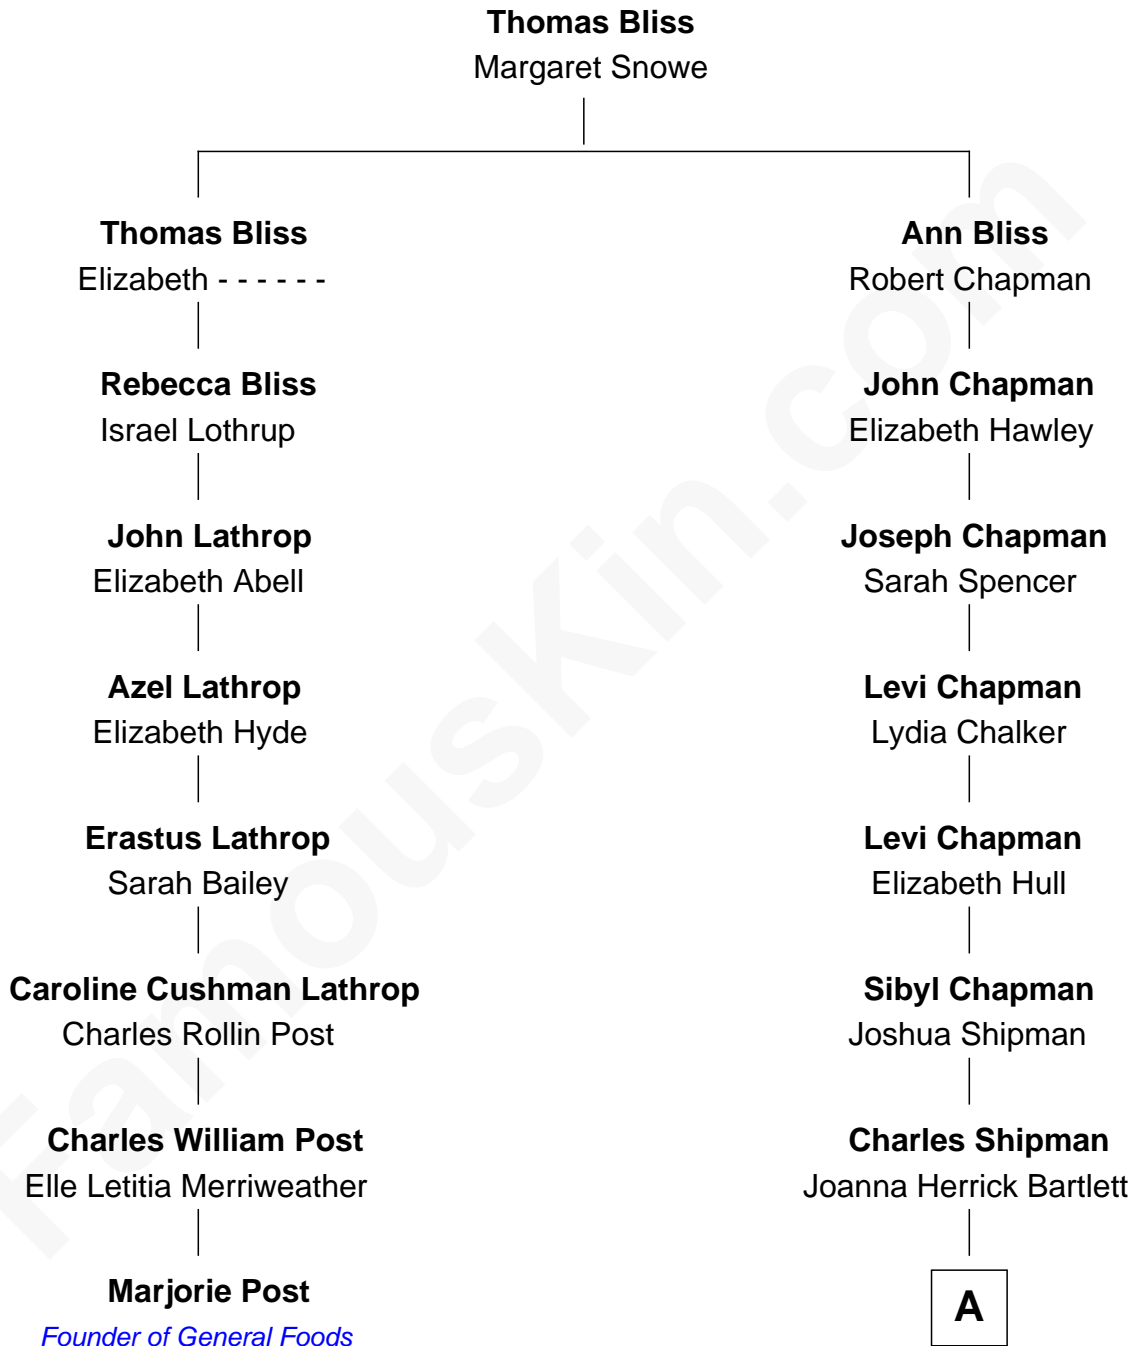 Thomas Bliss
Margaret Snowe
Thomas Bliss
Elizabeth - - - - - -
Ann Bliss
Robert Chapman
Rebecca Bliss
Israel Lothrup
John Chapman
Elizabeth Hawley
John Lathrop
Elizabeth Abell
Joseph Chapman
Sarah Spencer
Azel Lathrop
Elizabeth Hyde
Levi Chapman
Lydia Chalker
Erastus Lathrop
Sarah Bailey
Levi Chapman
Elizabeth Hull
Caroline Cushman Lathrop
Charles Rollin Post
Sibyl Chapman
Joshua Shipman
Charles William Post
Elle Letitia Merriweather
Charles Shipman
Joanna Herrick Bartlett
Marjorie Post
Founder of General Foods
A
FamousKin.com